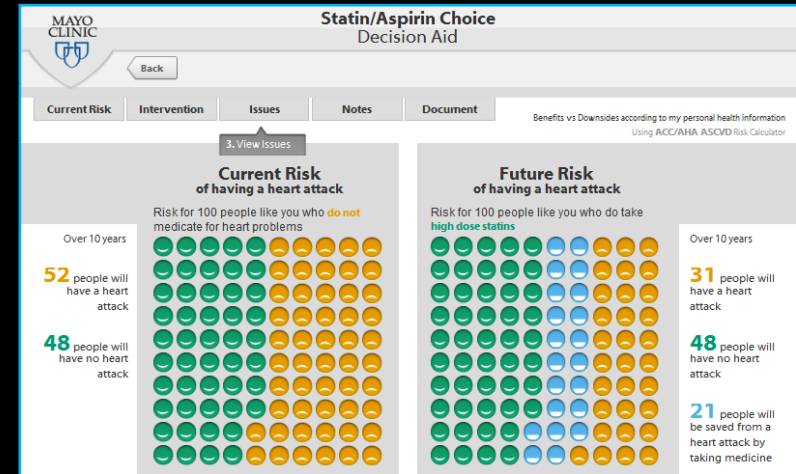 MAYO
CLINIC
Statin/Aspirin Choice
Decision Aid
Back
Current Risk
Intervention
Issues
Notes
Document
Benefits vs Downsides according to my personal health information
Using ACC/AHA ASCVD Risk Calculator
3. View Issues
Current Risk
of having a heart attack
Risk for 100 people like you who do not
medicate for heart problems
Over 10 years
52 people will
have a heart
attack
48 people will
have no heart
attack
Future Risk
of having a heart attack
Risk for 100 people like you who do take
high dose statins
Over 10 years
31 people will
have a heart
attack
48 people will
have no heart
attack
21 people will
be saved from a
heart attack by
taking medicine